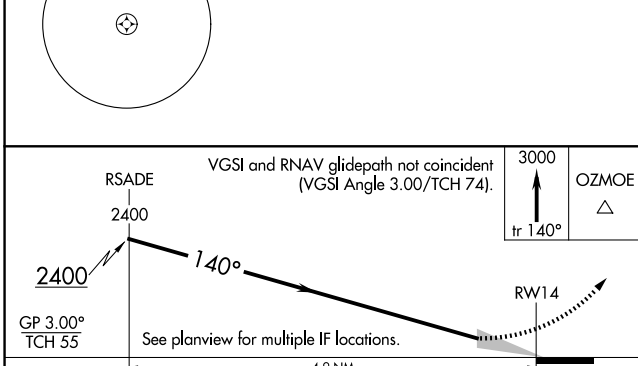 VGSI and RNAV glidepath not coincident
(VGSI Angle 3.00/TCH 74).
3000
tr 140°
OZMOE
RSADE
2400
2400
140°
RW14
GP 3.00°
TCH 55
See planview for multiple IF locations.